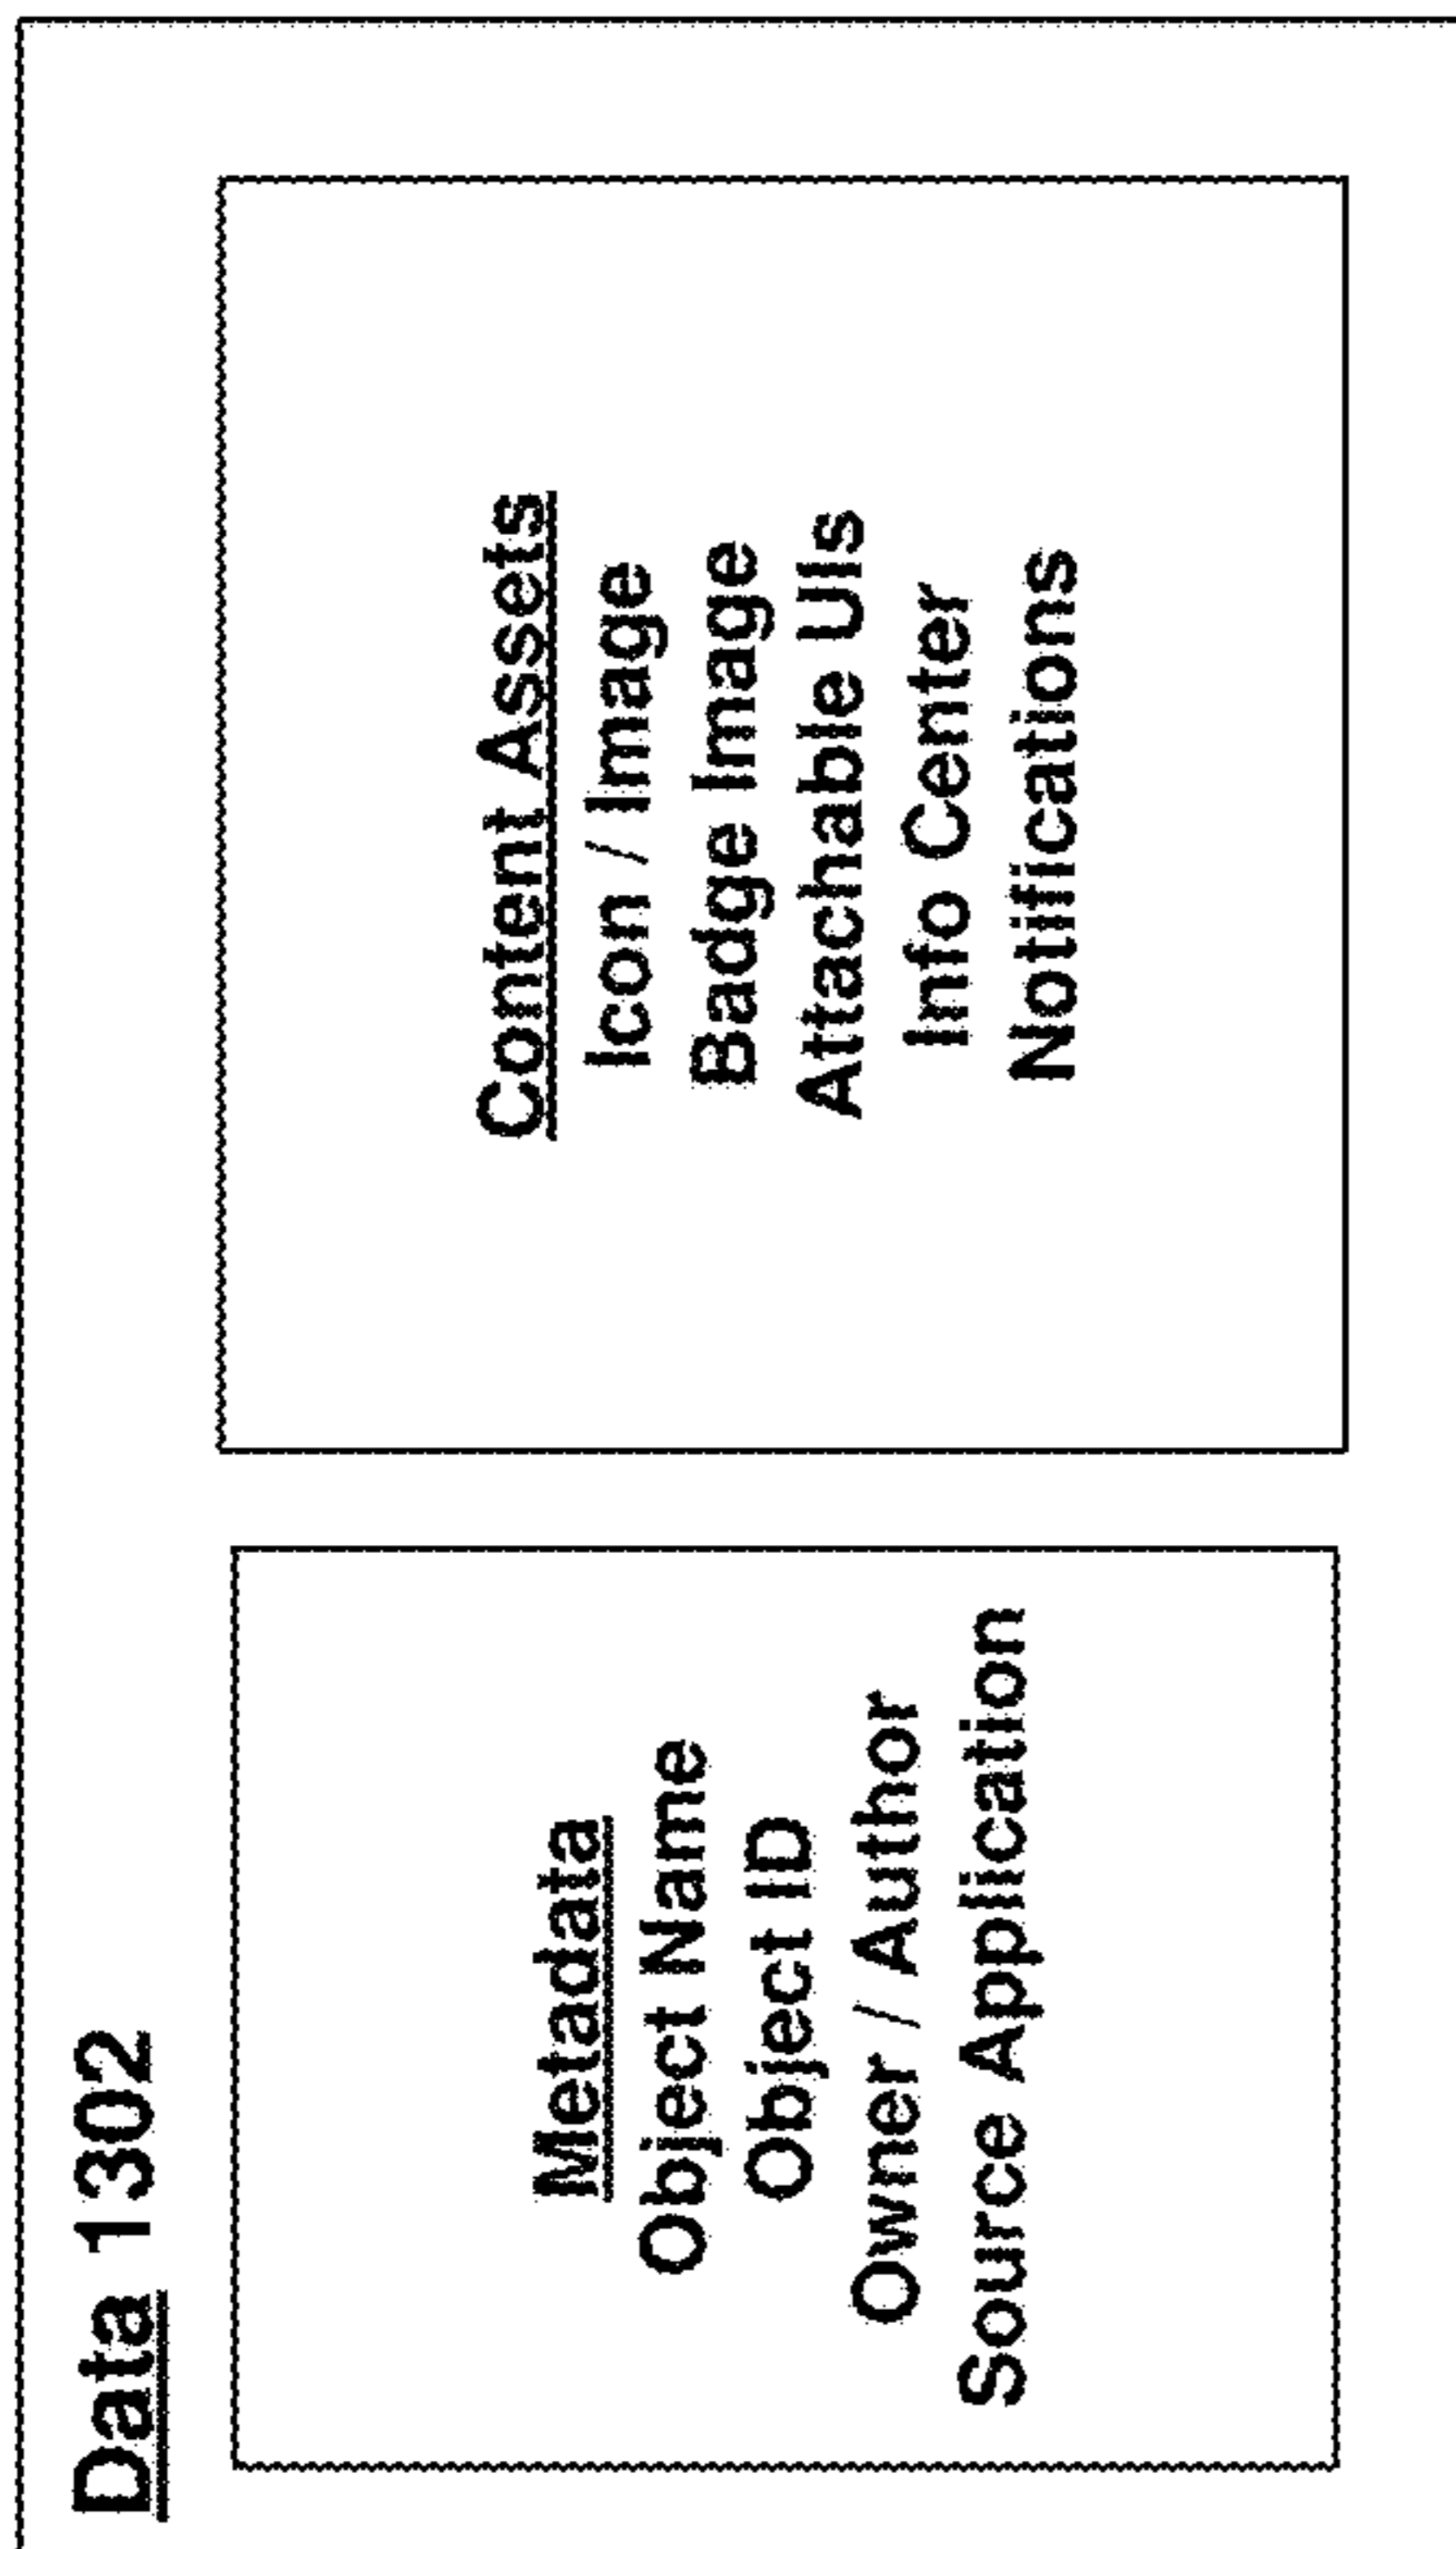 Data 1302
Metadata
Object Name
Object ID
Owner / Author
Source Application
Content Assets
Icon / Image
Badge Image
Attachable UIs
Info Center
Notifications